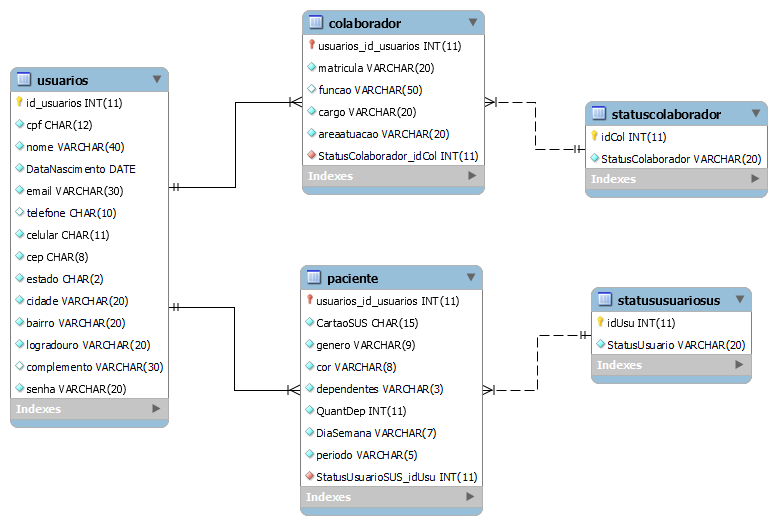 usuarios
id_usuarios INT(11)
cpf CHAR(12)
nome VARCHAR(40)
DataNascimento DATE
email VARCHAR(30)
telefone CHAR(10)
celular CHAR(11)
cep CHAR(8)
estado CHAR(2)
cidade VARCHAR(20)
bairro VARCHAR(20)
logradouro VARCHAR(20)
complemento VARCHAR(30)
senha VARCHAR(20)
Indexes
colaborador
usuarios_id_usuarios INT(11)
matricula VARCHAR(20)
funcao VARCHAR(50)
cargo VARCHAR(20)
areaatuacao VARCHAR(20)
StatusColaborador_idCol INT(11)
Indexes
statuscolaborador
idCol INT(11)
StatusColaborador VARCHAR(20)
Indexes
paciente
usuarios_id_usuarios INT(11)
CartaoSUS CHAR(15)
genero VARCHAR(9)
cor VARCHAR(8)
dependentes VARCHAR(3)
QuantDep INT(11)
DiaSemana VARCHAR(7)
periodo VARCHAR(5)
StatusUsuarioSUS_idUsu INT(11)
Indexes
statususuariosus
idUsu INT(11)
StatusUsuario VARCHAR(20)
Indexes